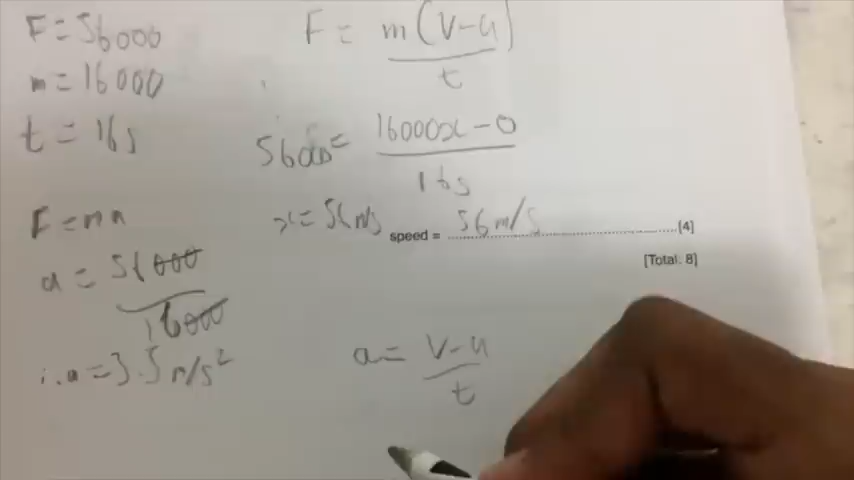 F = 56000
m = 16000
t = 16s
F = m(v-u)/t
56000 = 16000x - 0/16s
x = 56m/s
speed = 56m/s [4]
[Total: 8]
F = ma
a = 56000/16000
∴ a = 3.5 m/s²
a = v-u/t